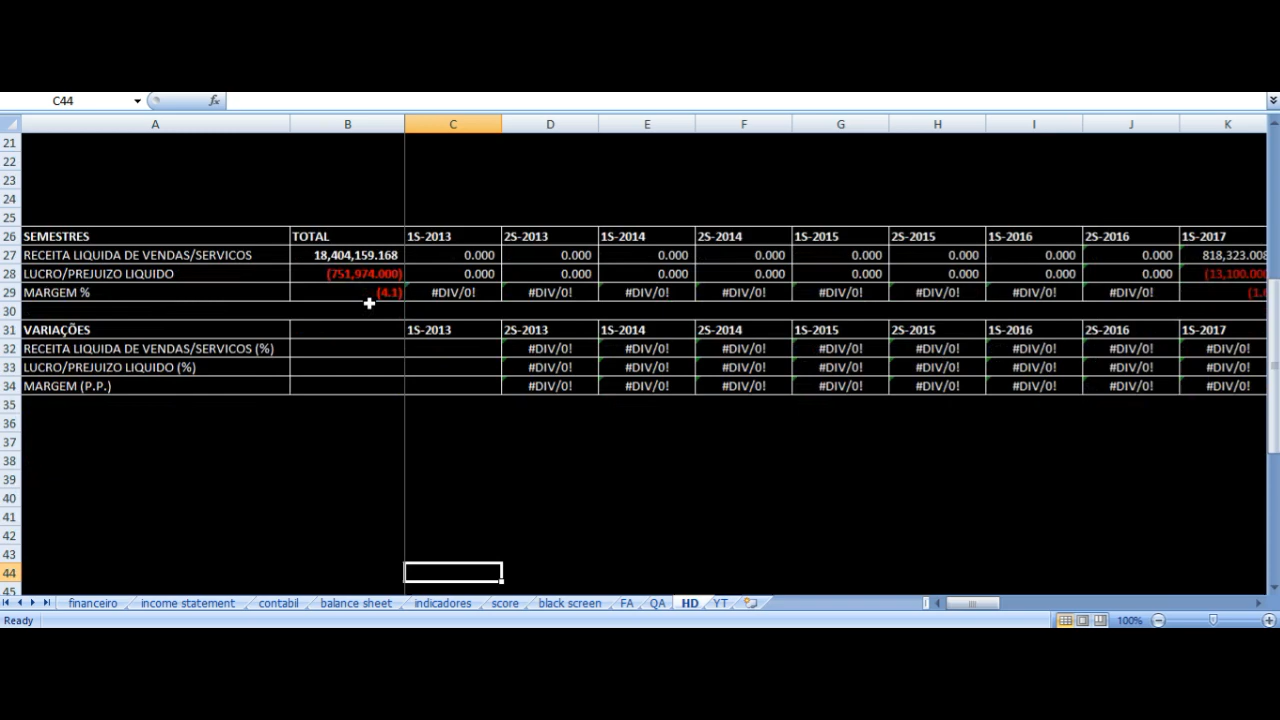 C44
fx
A B C D E F G H I J K
21
22
23
24
25
26 SEMESTRES TOTAL 1S-2013 2S-2013 1S-2014 2S-2014 1S-2015 2S-2015 1S-2016 2S-2016 1S-2017
27 RECEITA LIQUIDA DE VENDAS/SERVICOS 18,404,159.168 0.000 0.000 0.000 0.000 0.000 0.000 0.000 0.000 818,323.008
28 LUCRO/PREJUIZO LIQUIDO (751,974.000) 0.000 0.000 0.000 0.000 0.000 0.000 0.000 0.000 (13,100.000
29 MARGEM % (4.1) #DIV/0! #DIV/0! #DIV/0! #DIV/0! #DIV/0! #DIV/0! #DIV/0! #DIV/0! (1.6
30
31 VARIAÇÕES 1S-2013 2S-2013 1S-2014 2S-2014 1S-2015 2S-2015 1S-2016 2S-2016 1S-2017
32 RECEITA LIQUIDA DE VENDAS/SERVICOS (%) #DIV/0! #DIV/0! #DIV/0! #DIV/0! #DIV/0! #DIV/0! #DIV/0! #DIV/0!
33 LUCRO/PREJUIZO LIQUIDO (%) #DIV/0! #DIV/0! #DIV/0! #DIV/0! #DIV/0! #DIV/0! #DIV/0! #DIV/0!
34 MARGEM (P.P.) #DIV/0! #DIV/0! #DIV/0! #DIV/0! #DIV/0! #DIV/0! #DIV/0! #DIV/0!
35
36
37
38
39
40
41
42
43
44
45
financeiro income statement contabil balance sheet indicadores score black screen FA QA HD YT
Ready 100%